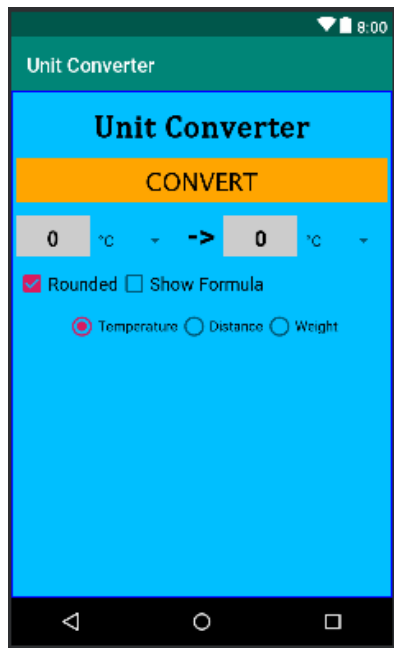 8:00
Unit Converter
Unit Converter
CONVERT
0 °C -> 0 °C
Rounded Show Formula
Temperature Distance Weight